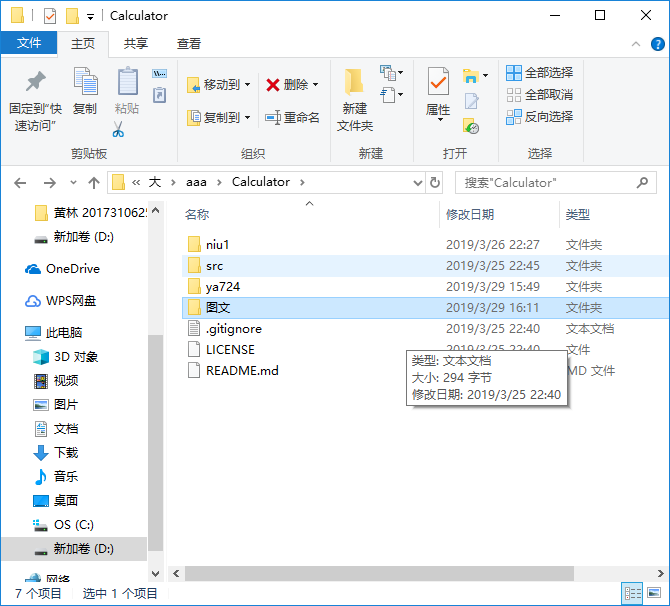 Calculator
文件 主页 共享 查看
固定到"快速访问" 复制 粘贴 移动到 复制到 删除 重命名 新建文件夹 属性 全部选择 全部取消 反向选择
剪贴板 组织 新建 打开 选择
« 大 › aaa › Calculator › 搜索"Calculator"
名称 修改日期 类型
黄林 201731062
新加卷 (D:)
OneDrive
WPS网盘
此电脑
3D 对象
视频
图片
文档
下载
音乐
桌面
OS (C:)
新加卷 (D:)
网络
niu1 2019/3/26 22:27 文件夹
src 2019/3/25 22:45 文件夹
ya724 2019/3/29 15:49 文件夹
图文 2019/3/29 16:11 文件夹
.gitignore 2019/3/25 22:40 文本文档
LICENSE 2019/3/25 22:40 文件
README.md MD 文件
类型: 文本文档
大小: 294 字节
修改日期: 2019/3/25 22:40
7 个项目 选中 1 个项目